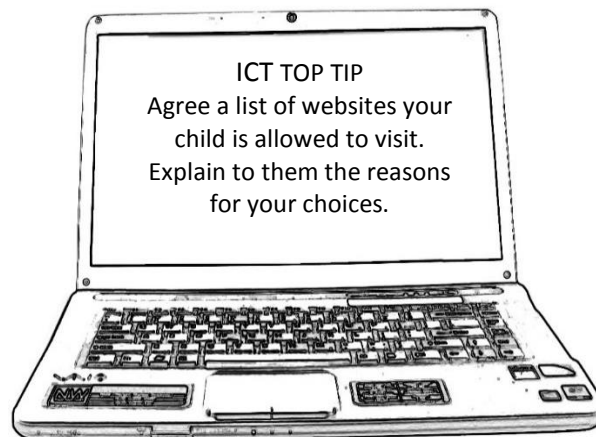 ICT TOP TIP
Agree a list of websites your
child is allowed to visit.
Explain to them the reasons
for your choices.